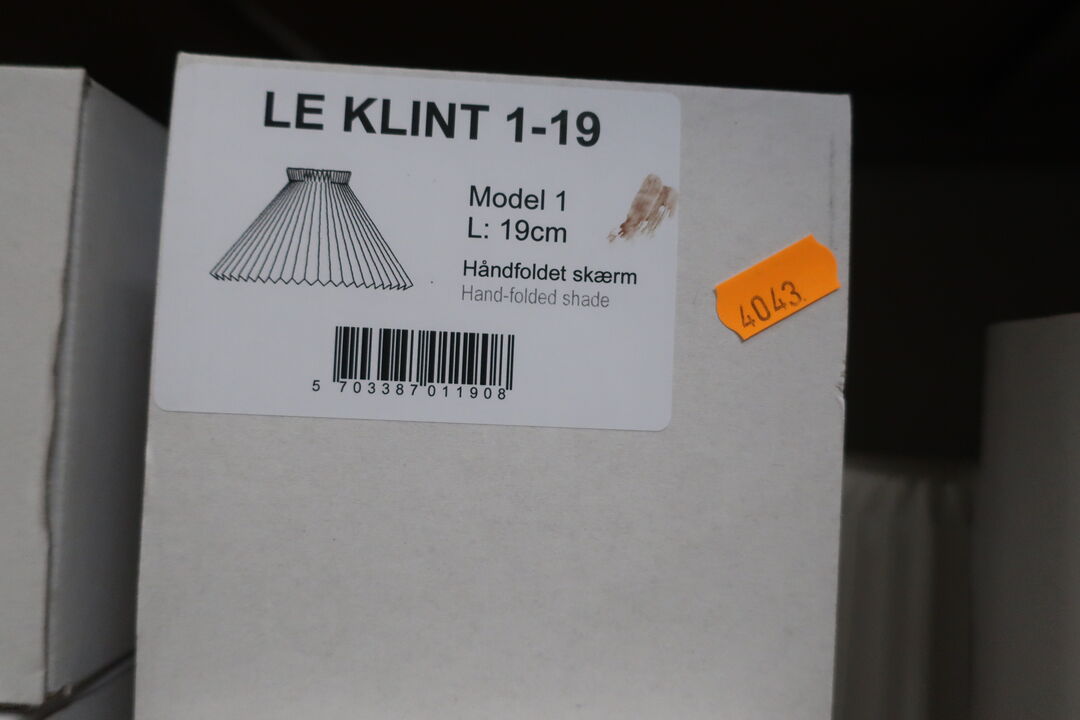 LE KLINT 1-19
Model 1
L: 19cm
Håndfoldet skærm
Hand-folded shade
5 703387 011908
4043